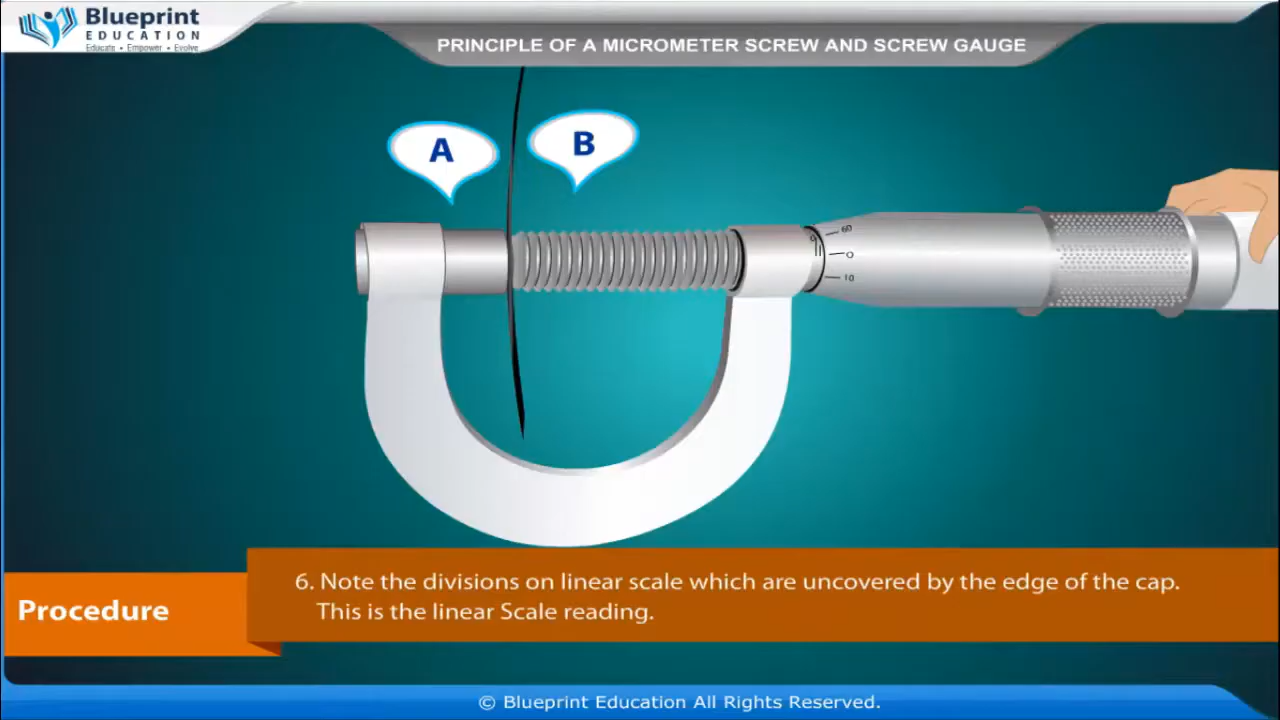 Blueprint
EDUCATION
Educate • Empower • Evolve
PRINCIPLE OF A MICROMETER SCREW AND SCREW GAUGE
A
B
0
60
0
10
6. Note the divisions on linear scale which are uncovered by the edge of the cap.
This is the linear Scale reading.
Procedure
© Blueprint Education All Rights Reserved.